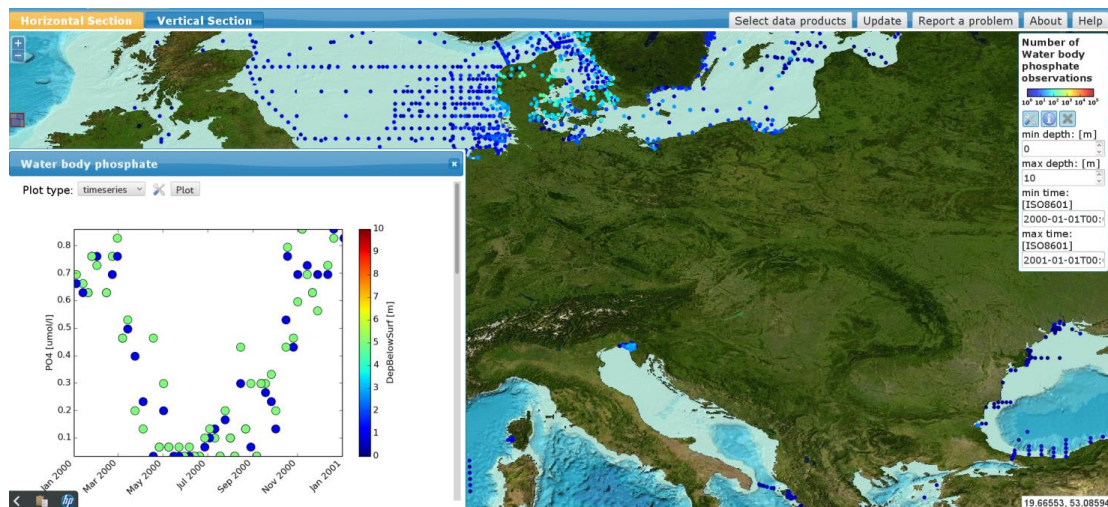 Horizontal Section Vertical Section Select data products Update Report a problem About Help
+
−
Number of
Water body
phosphate
observations
10⁰ 10¹ 10² 10³ 10⁴ 10⁵
min depth: [m]
0
max depth: [m]
10
min time:
[ISO8601]
2000-01-01T00:
max time:
[ISO8601]
2001-01-01T00:
Water body phosphate x
Plot type: timeseries Plot
0.8
0.7
0.6
0.5
0.4
0.3
0.2
0.1
PO4 [umol/l]
Jan 2000 Mar 2000 May 2000 Jul 2000 Sep 2000 Nov 2000 Jan 2001
10
9
8
7
6
5
4
3
2
1
0
DepBelowSurf [m]
hp
19.66553, 53.08594